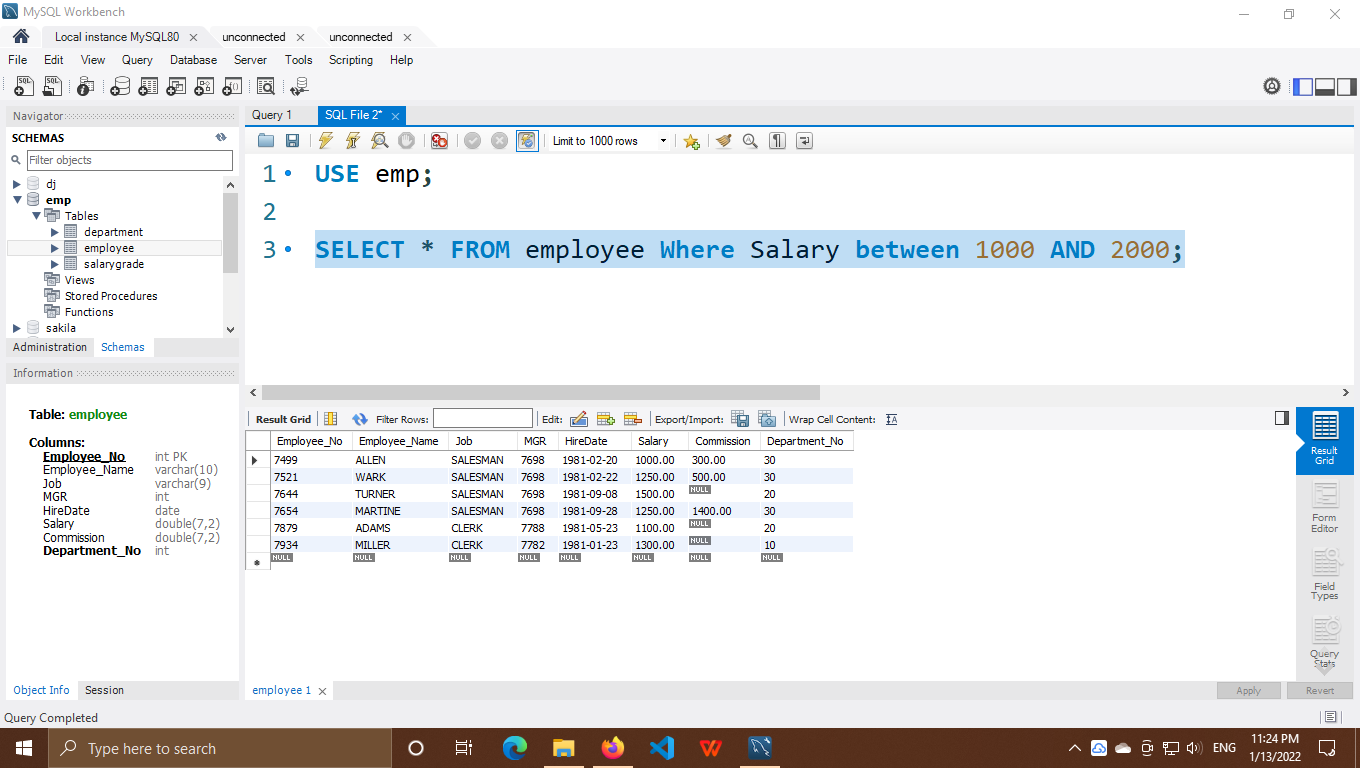 MySQL Workbench
Local instance MySQL80 unconnected unconnected
File Edit View Query Database Server Tools Scripting Help
Navigator
SCHEMAS
Filter objects
dj
emp
Tables
department
employee
salarygrade
Views
Stored Procedures
Functions
sakila
Administration Schemas
Information
Table: employee
Columns:
Employee_No int PK
Employee_Name varchar(10)
Job varchar(9)
MGR int
HireDate date
Salary double(7,2)
Commission double(7,2)
Department_No int
Object Info Session
Query 1 SQL File 2*
Limit to 1000 rows
1 USE emp;
2
3 SELECT * FROM employee Where Salary between 1000 AND 2000;
Result Grid Filter Rows: Edit: Export/Import: Wrap Cell Content:
Employee_No Employee_Name Job MGR HireDate Salary Commission Department_No
7499 ALLEN SALESMAN 7698 1981-02-20 1000.00 300.00 30
7521 WARK SALESMAN 7698 1981-02-22 1250.00 500.00 30
7644 TURNER SALESMAN 7698 1981-09-08 1500.00 NULL 20
7654 MARTINE SALESMAN 7698 1981-09-28 1250.00 1400.00 30
7879 ADAMS CLERK 7788 1981-05-23 1100.00 NULL 20
7934 MILLER CLERK 7782 1981-01-23 1300.00 NULL 10
NULL NULL NULL NULL NULL NULL NULL NULL
Result
Grid
Form
Editor
Field
Types
Query
Stats
employee 1
Apply Revert
Query Completed
Type here to search
ENG
11:24 PM
1/13/2022